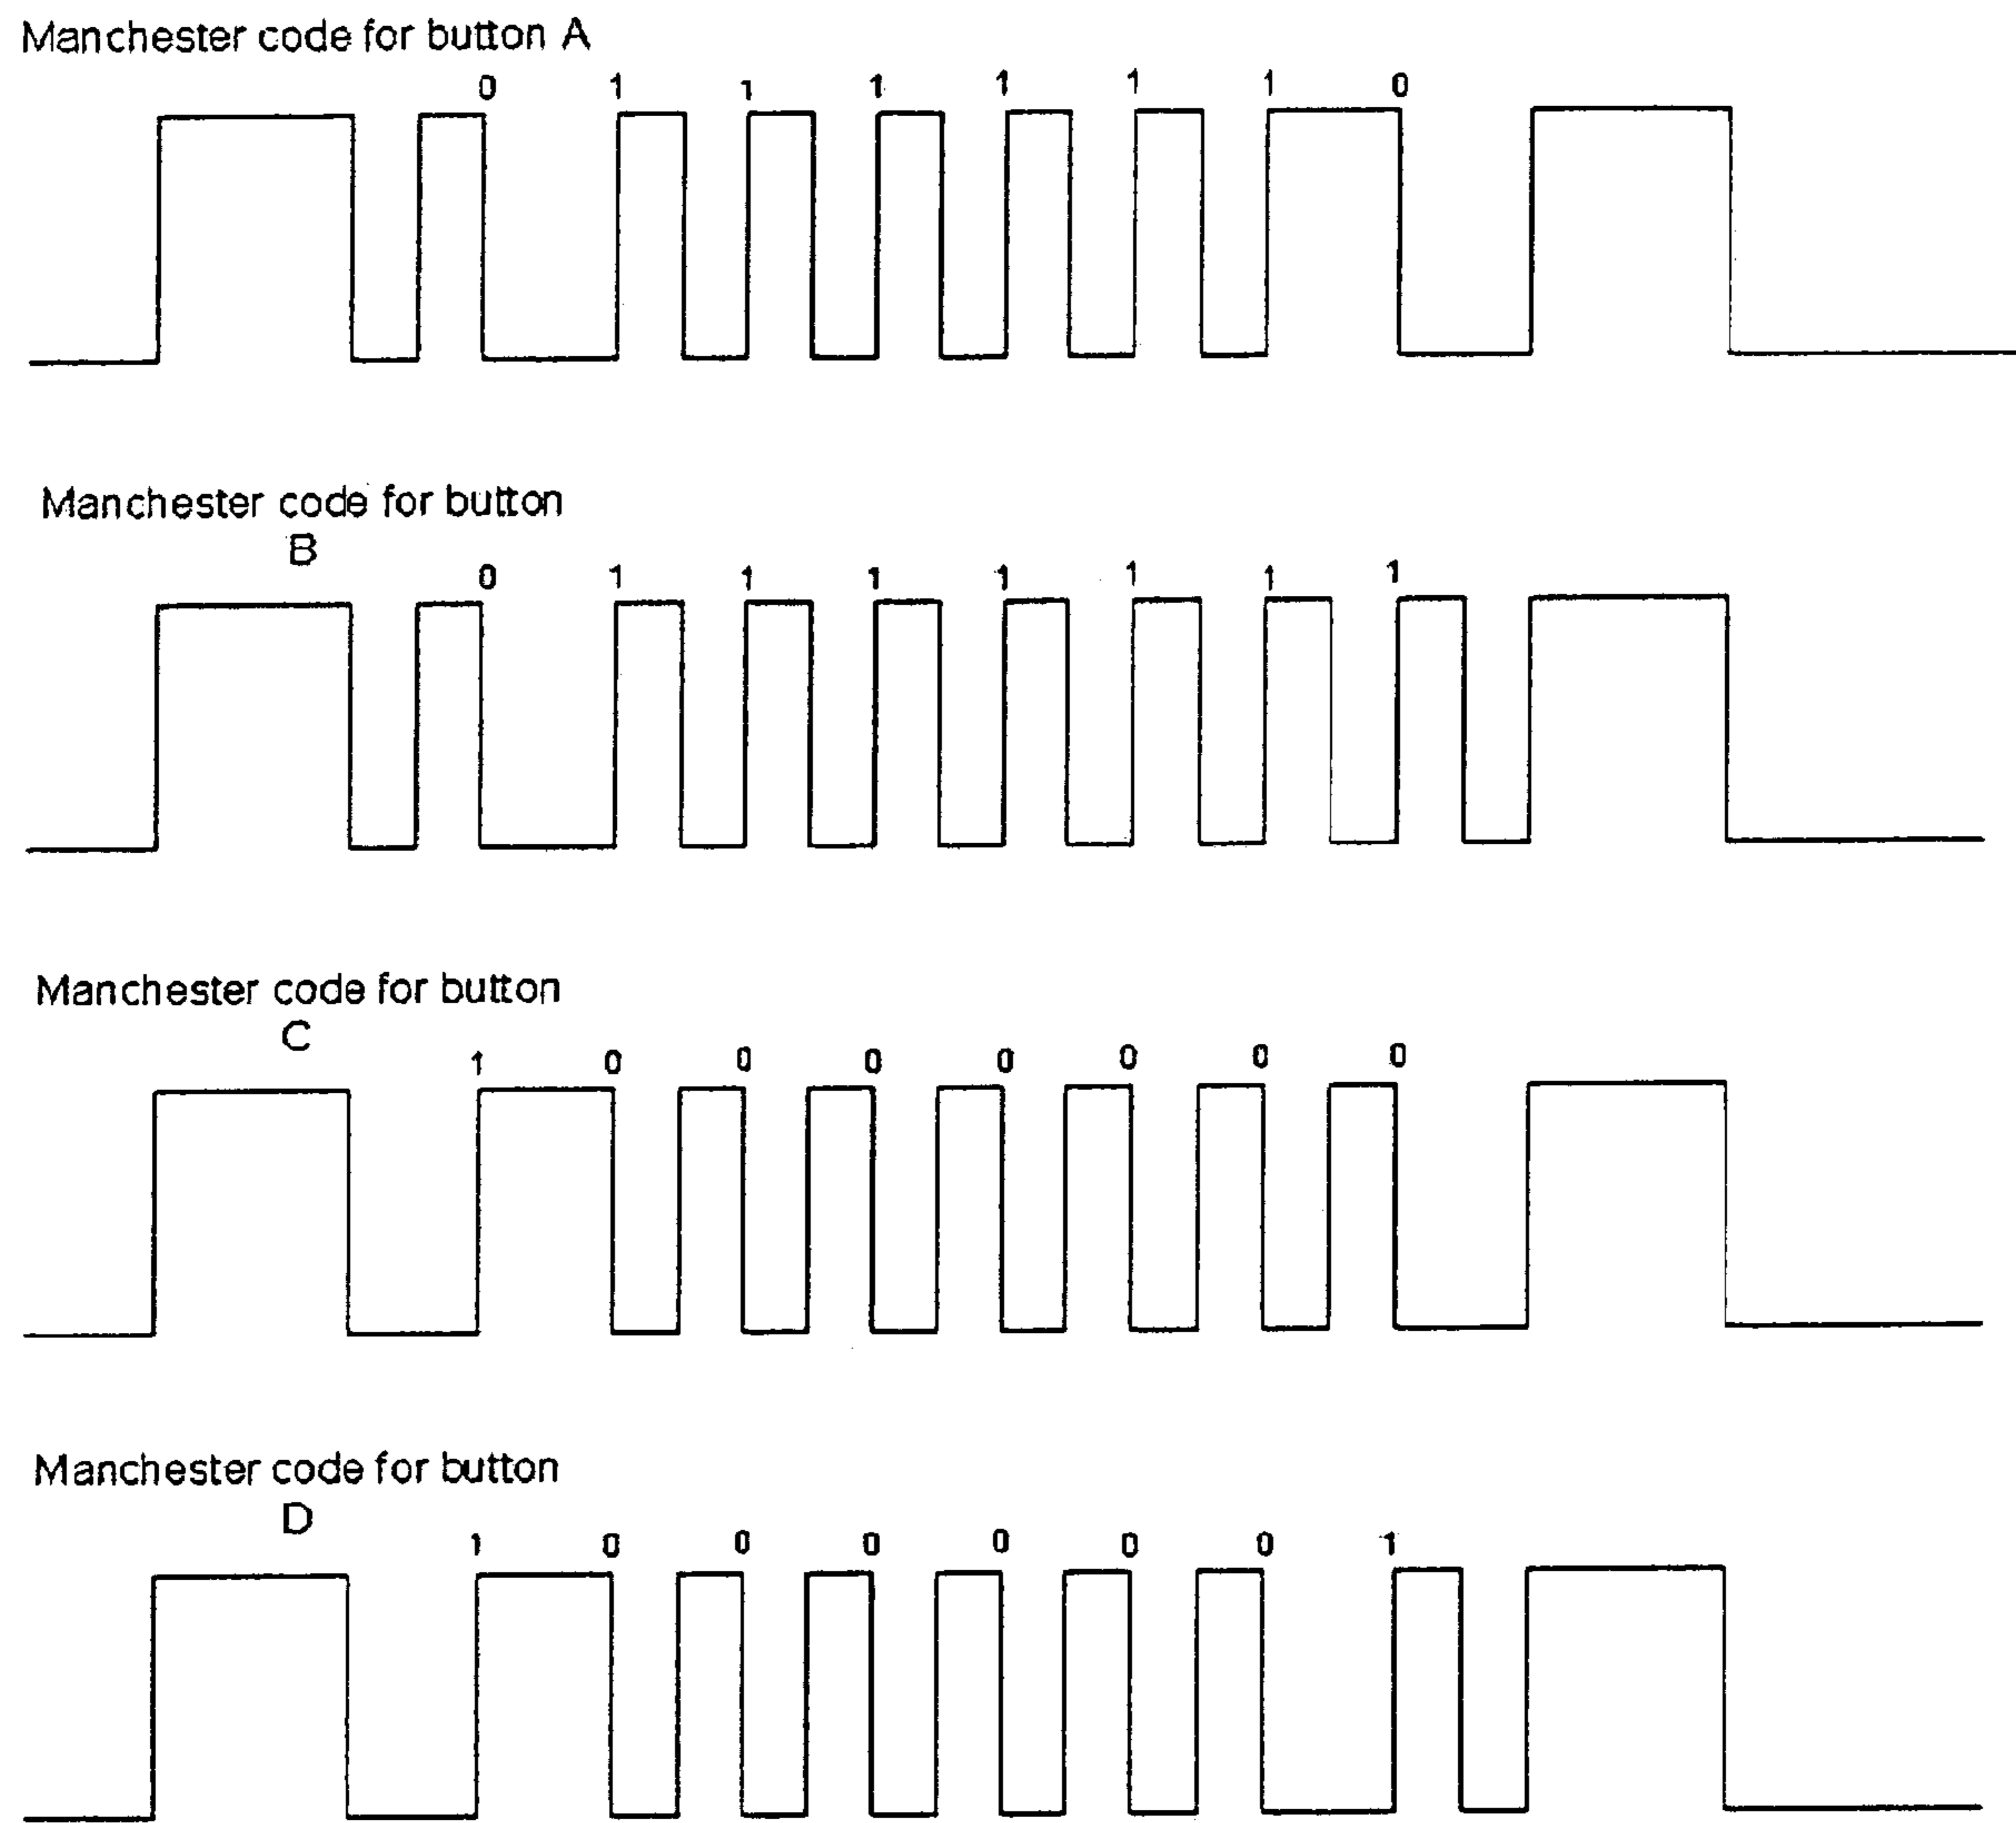 Manchester code for button A
0 1 1 1 1 1 1 0
Manchester code for button
B
0 1 1 1 1 1 1 1
Manchester code for button
C
1 0 0 0 0 0 0 0
Manchester code for button
D
1 0 0 0 0 0 0 1